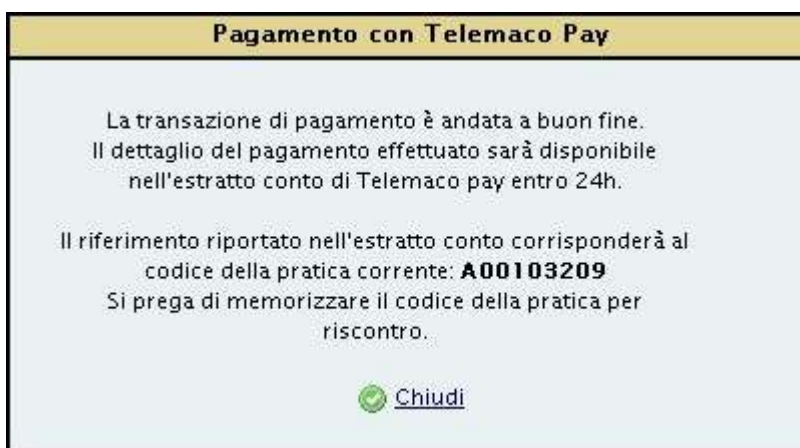 Pagamento con Telemaco Pay
La transazione di pagamento è andata a buon fine.
Il dettaglio del pagamento effettuato sarà disponibile
nell'estratto conto di Telemaco pay entro 24h.
Il riferimento riportato nell'estratto conto corrisponderà al
codice della pratica corrente: A00103209
Si prega di memorizzare il codice della pratica per
riscontro.
Chiudi